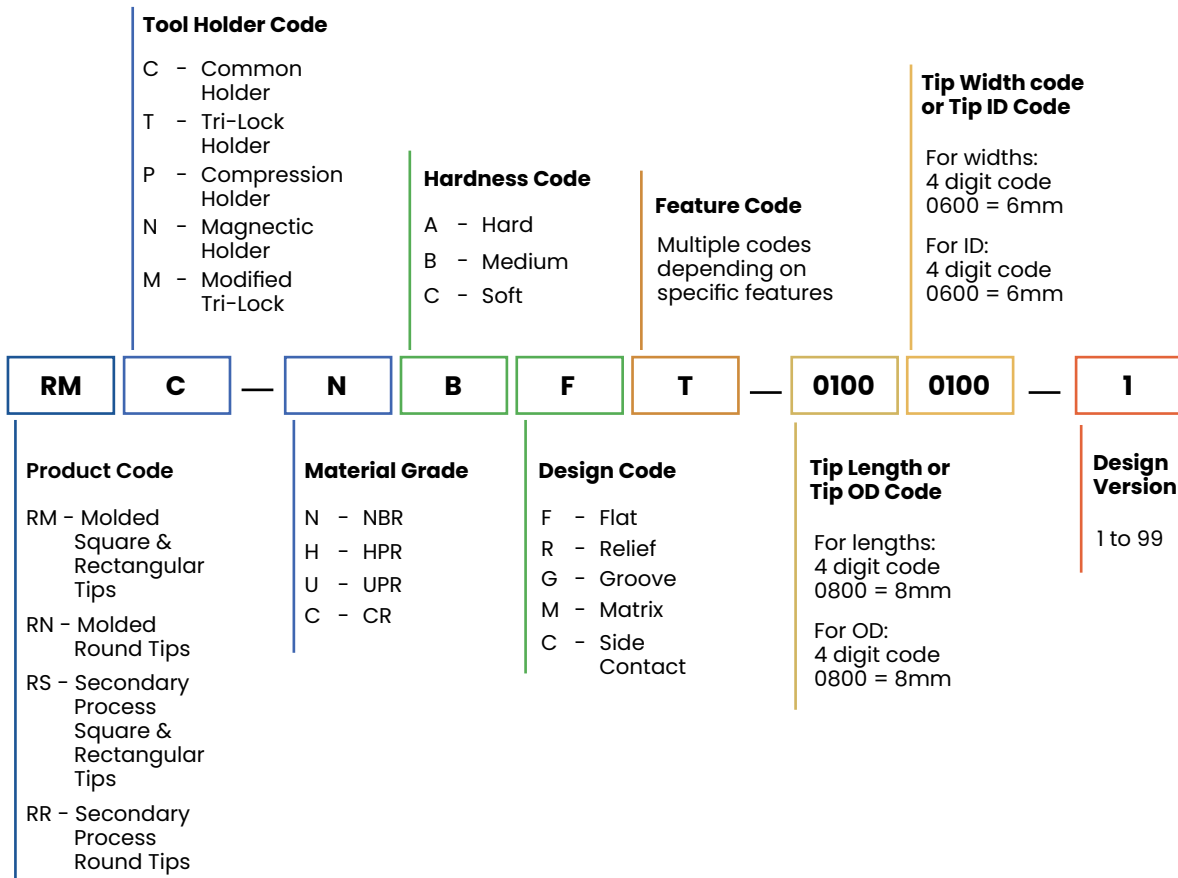 Tool Holder Code
C - Common
Holder
T - Tri-Lock
Holder
P - Compression
Holder
N - Magnectic
Holder
M - Modified
Tri-Lock
Hardness Code
A - Hard
B - Medium
C - Soft
Feature Code
Multiple codes
depending on
specific features
Tip Width code
or Tip ID Code
For widths:
4 digit code
0600 = 6mm
For ID:
4 digit code
0600 = 6mm
RM C — N B F T — 0100 0100 — 1
Product Code
RM - Molded
Square &
Rectangular
Tips
RN - Molded
Round Tips
RS - Secondary
Process
Square &
Rectangular
Tips
RR - Secondary
Process
Round Tips
Material Grade
N - NBR
H - HPR
U - UPR
C - CR
Design Code
F - Flat
R - Relief
G - Groove
M - Matrix
C - Side
Contact
Tip Length or
Tip OD Code
For lengths:
4 digit code
0800 = 8mm
For OD:
4 digit code
0800 = 8mm
Design
Version
1 to 99